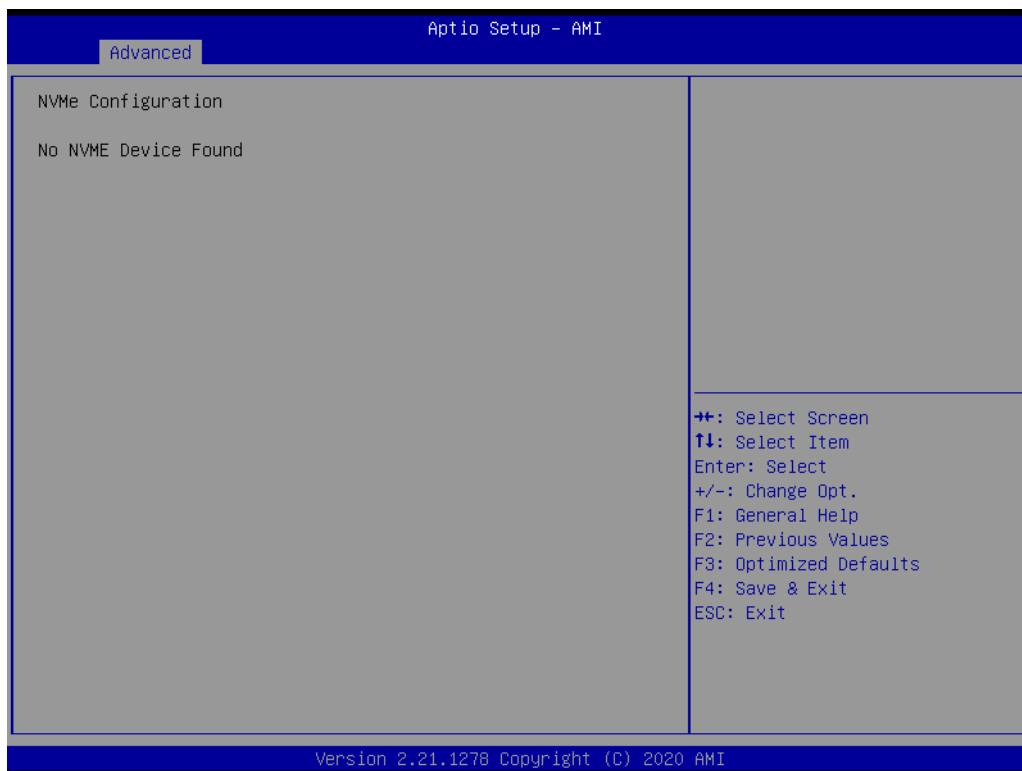 Aptio Setup – AMI
Advanced
NVMe Configuration
No NVME Device Found
→←: Select Screen
↑↓: Select Item
Enter: Select
+/-: Change Opt.
F1: General Help
F2: Previous Values
F3: Optimized Defaults
F4: Save & Exit
ESC: Exit
Version 2.21.1278 Copyright (C) 2020 AMI